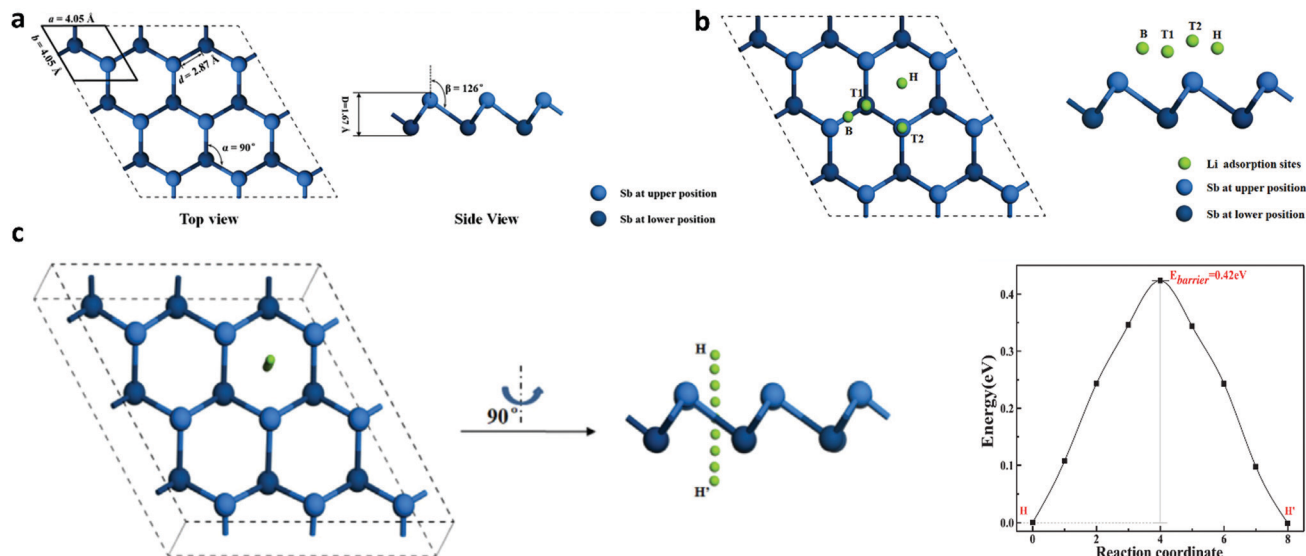 a
a = 4.05 Å
b = 4.05 Å
d = 2.87 Å
α = 90°
Top view
D=1.67 Å
β = 126°
Side View
Sb at upper position
Sb at lower position
b
H
T1
B
T2
B
T1
T2
H
Li adsorption sites
Sb at upper position
Sb at lower position
c
90°
H
H'
Energy(eV)
0.4
0.3
0.2
0.1
0.0
E barrier=0.42eV
H
H'
0
2
4
6
8
Reaction coordinate